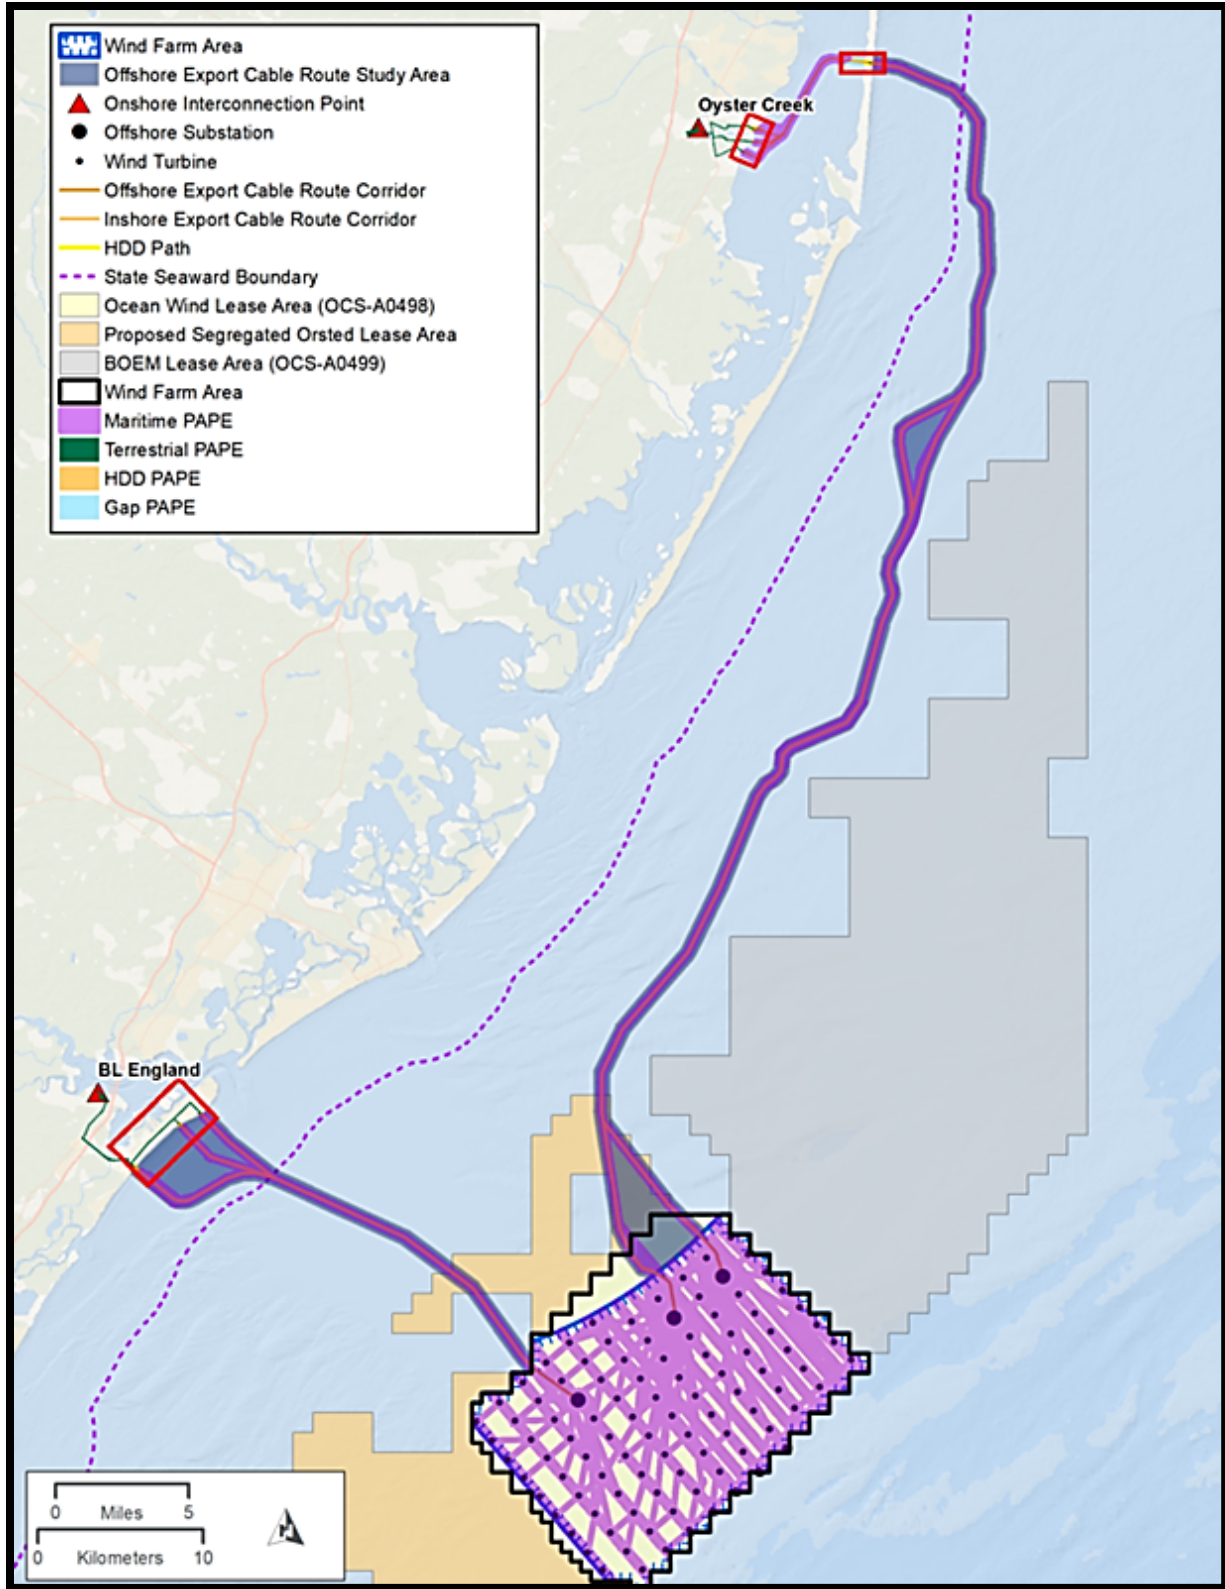 Wind Farm Area
Offshore Export Cable Route Study Area
Onshore Interconnection Point
Offshore Substation
Wind Turbine
Offshore Export Cable Route Corridor
Inshore Export Cable Route Corridor
HDD Path
State Seaward Boundary
Ocean Wind Lease Area (OCS-A0498)
Proposed Segregated Orsted Lease Area
BOEM Lease Area (OCS-A0499)
Wind Farm Area
Maritime PAPE
Terrestrial PAPE
HDD PAPE
Gap PAPE
Oyster Creek
BL England
0 Miles 5
0 Kilometers 10
N